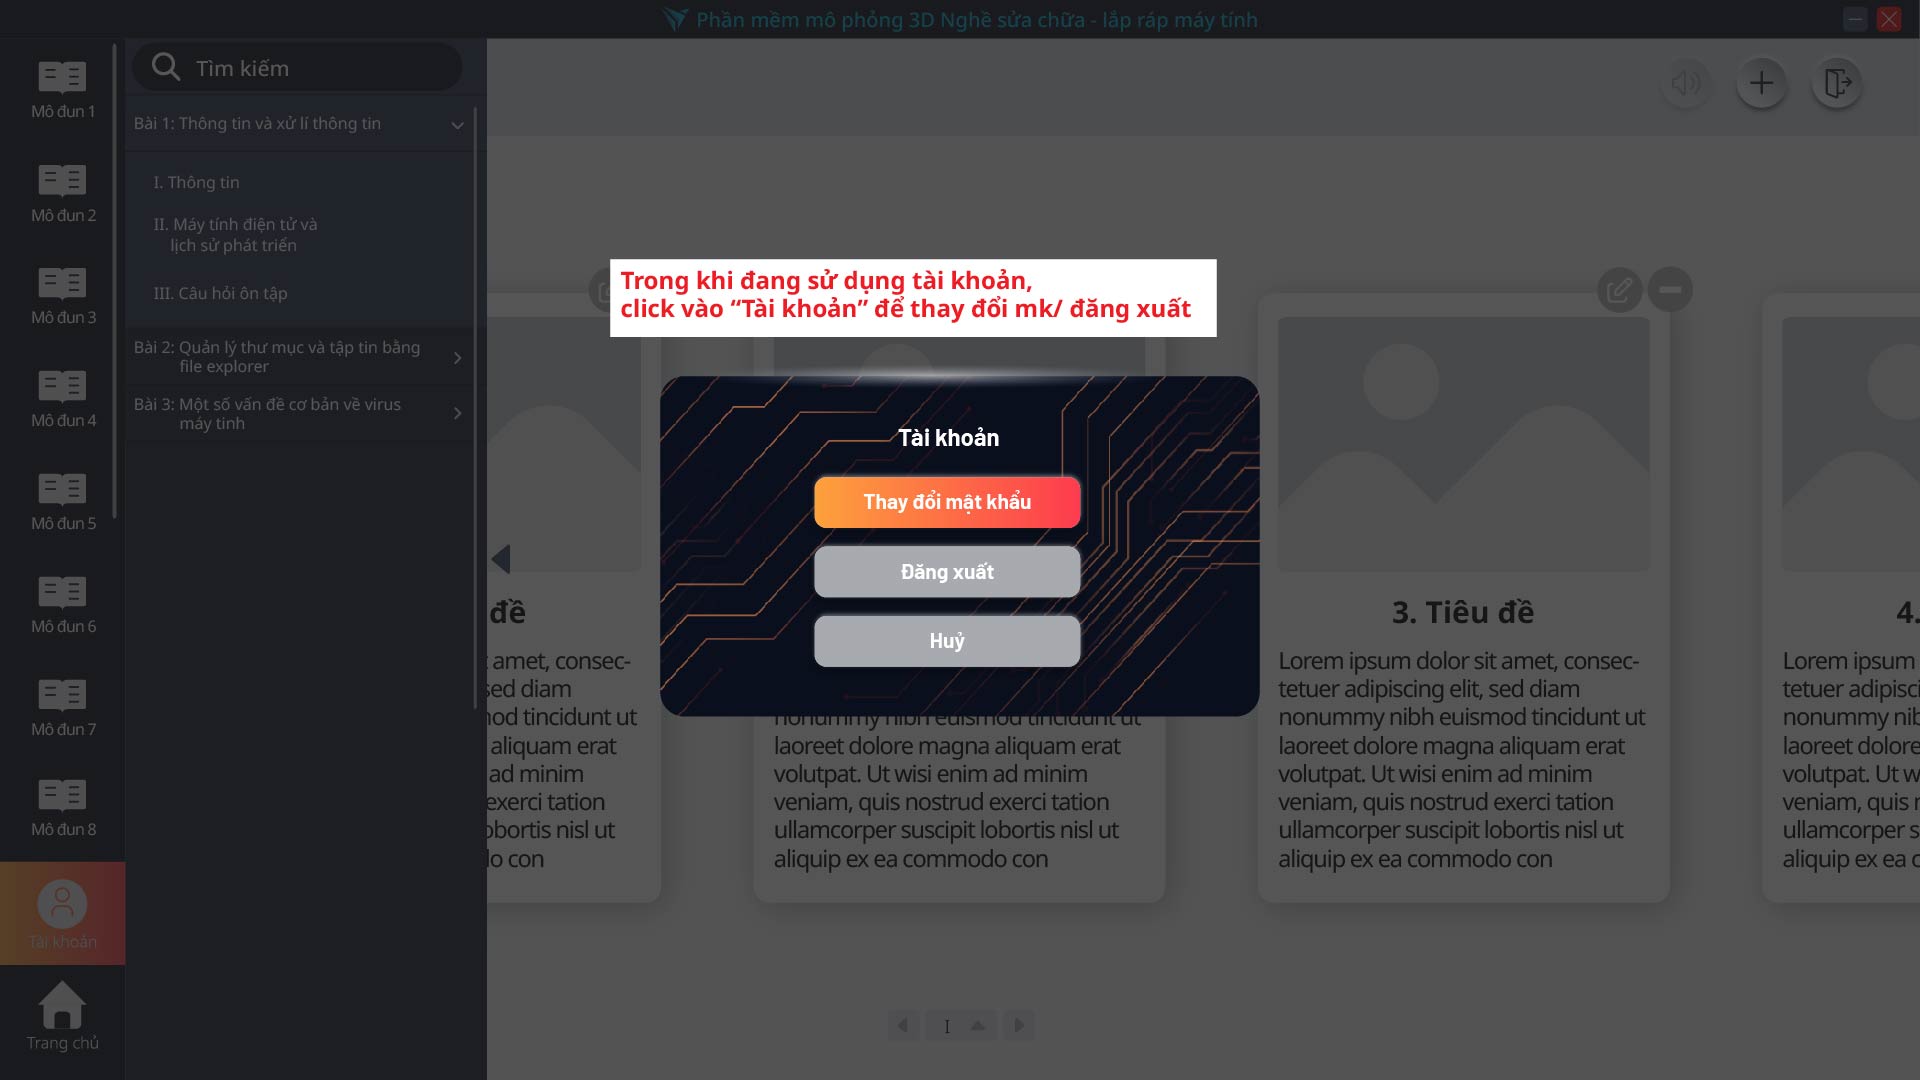 Phần mềm mô phỏng 3D Nghề sửa chữa - lắp ráp máy tính
Mô đun 1
Mô đun 2
Mô đun 3
Mô đun 4
Mô đun 5
Mô đun 6
Mô đun 7
Mô đun 8
Tài khoản
Trang chủ
Tìm kiếm
Bài 1: Thông tin và xử lí thông tin
I. Thông tin
II. Máy tính điện tử và
lịch sử phát triển
III. Câu hỏi ôn tập
Bài 2: Quản lý thư mục và tập tin bằng
file explorer
Bài 3: Một số vấn đề cơ bản về virus
máy tính
Trong khi đang sử dụng tài khoản,
click vào “Tài khoản” để thay đổi mk/ đăng xuất
Tài khoản
Thay đổi mật khẩu
Đăng xuất
Huỷ
đề
amet, consec-
sed diam
nod tincidunt ut
aliquam erat
ad minim
exerci tation
obortis nisl ut
lo con
nonummy nibh euismod tincidunt ut
laoreet dolore magna aliquam erat
volutpat. Ut wisi enim ad minim
veniam, quis nostrud exerci tation
ullamcorper suscipit lobortis nisl ut
aliquip ex ea commodo con
3. Tiêu đề
Lorem ipsum dolor sit amet, consec-
tetuer adipiscing elit, sed diam
nonummy nibh euismod tincidunt ut
laoreet dolore magna aliquam erat
volutpat. Ut wisi enim ad minim
veniam, quis nostrud exerci tation
ullamcorper suscipit lobortis nisl ut
aliquip ex ea commodo con
4.
Lorem ipsum
tetuer adipisci
nonummy nib
laoreet dolore
volutpat. Ut w
veniam, quis n
ullamcorper s
aliquip ex ea c
I